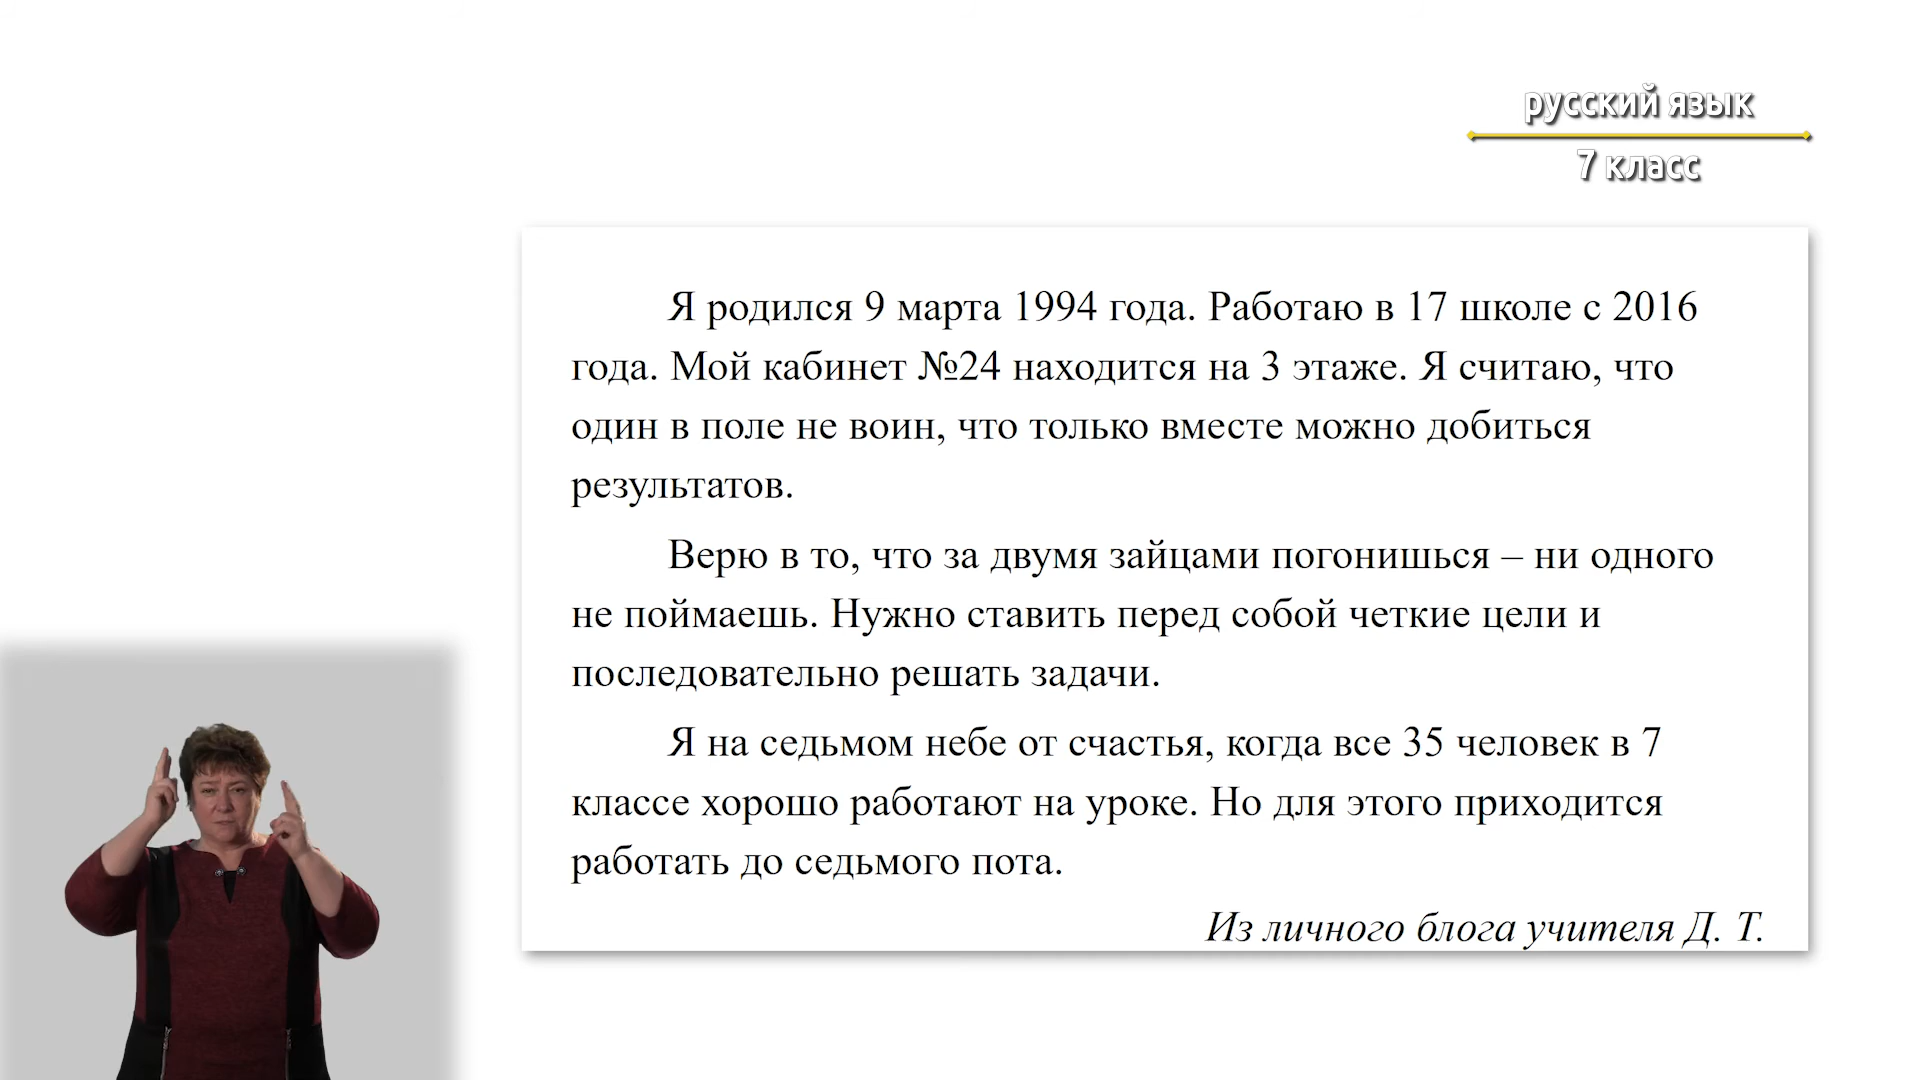 русский язык
7 класс
Я родился 9 марта 1994 года. Работаю в 17 школе с 2016
года. Мой кабинет №24 находится на 3 этаже. Я считаю, что
один в поле не воин, что только вместе можно добиться
результатов.
Верю в то, что за двумя зайцами погонишься – ни одного
не поймаешь. Нужно ставить перед собой четкие цели и
последовательно решать задачи.
Я на седьмом небе от счастья, когда все 35 человек в 7
классе хорошо работают на уроке. Но для этого приходится
работать до седьмого пота.
Из личного блога учителя Д. Т.